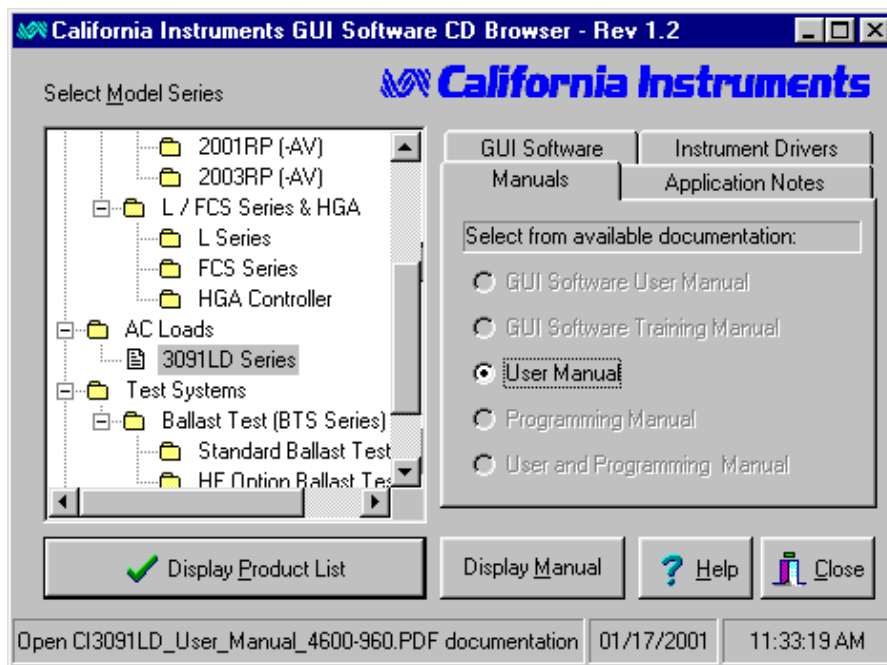 California Instruments GUI Software CD Browser - Rev 1.2
Select Model Series
California Instruments
2001RP (-AV)
2003RP (-AV)
L / FCS Series & HGA
L Series
FCS Series
HGA Controller
AC Loads
3091LD Series
Test Systems
Ballast Test (BTS Series)
Standard Ballast Test
HF Option Ballast Tes
GUI Software
Instrument Drivers
Manuals
Application Notes
Select from available documentation:
GUI Software User Manual
GUI Software Training Manual
User Manual
Programming Manual
User and Programming Manual
Display Product List
Display Manual
? Help
Close
Open CI3091LD_User_Manual_4600-960.PDF documentation
01/17/2001
11:33:19 AM